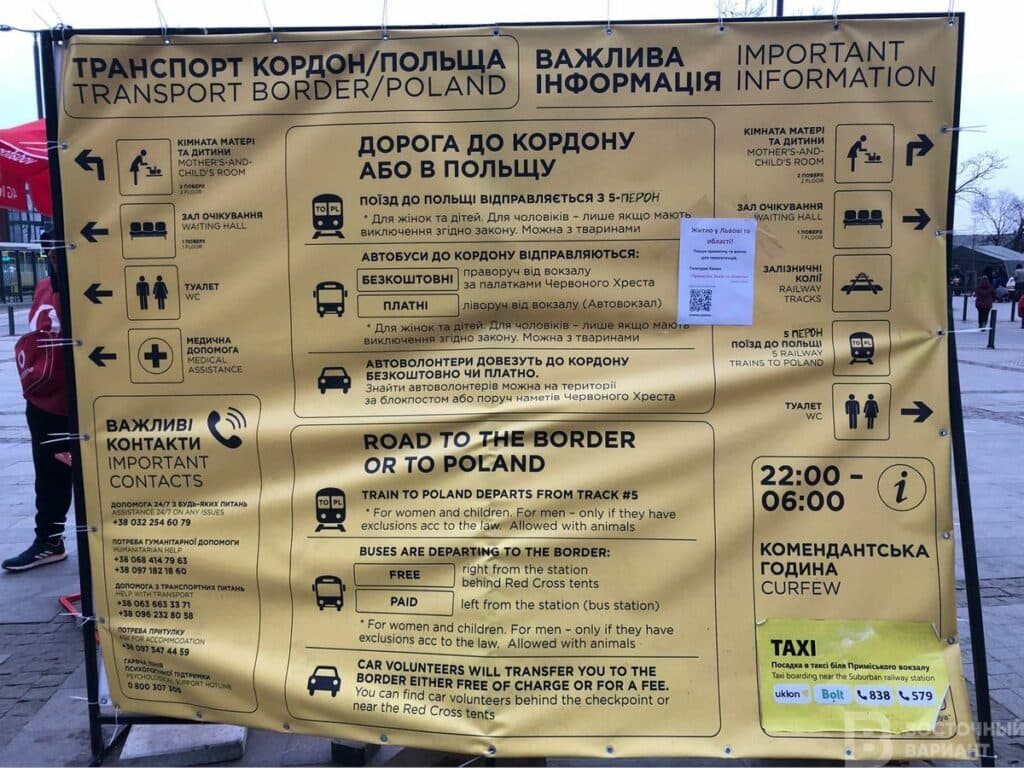 ТРАНСПОРТ КОРДОН/ПОЛЬЩА
TRANSPORT BORDER/POLAND
ВАЖЛИВА
ІНФОРМАЦІЯ
IMPORTANT
INFORMATION
КІМНАТА МАТЕРІ
ТА ДИТИНИ
MOTHER'S-AND-
CHILD'S ROOM
2 ПОВЕРХ
2 FLOOR
ЗАЛ ОЧІКУВАННЯ
WAITING HALL
1 ПОВЕРХ
1 FLOOR
ТУАЛЕТ
WC
МЕДИЧНА
ДОПОМОГА
MEDICAL
ASSISTANCE
ВАЖЛИВІ
КОНТАКТИ
IMPORTANT
CONTACTS
ДОПОМОГА 24/7 З БУДЬ-ЯКИХ ПИТАНЬ
ASSISTANCE 24/7 ON ANY ISSUES
+38 032 254 60 79
ПОТРЕБА ГУМАНІТАРНОЇ ДОПОМОГИ
HUMANITARIAN HELP
+38 068 414 79 63
+38 097 182 18 60
ДОПОМОГА З ТРАНСПОРТНИХ ПИТАНЬ
HELP WITH TRANSPORT
+38 063 663 33 71
+38 096 232 80 58
ПОТРЕБА ПРИТУЛКУ
ASK FOR ACCOMMODATION
+38 097 347 44 59
ГАРЯЧА ЛІНІЯ
ПСИХОЛОГІЧНОЇ ПІДТРИМКИ
PSYCHOLOGICAL SUPPORT HOTLINE
0 800 307 305
ДОРОГА ДО КОРДОНУ
АБО В ПОЛЬЩУ
TO PL
ПОЇЗД ДО ПОЛЬЩІ ВІДПРАВЛЯЄТЬСЯ З 5-ПЕРОН
* Для жінок та дітей. Для чоловіків – лише якщо мають
виключення згідно закону. Можна з тваринами
АВТОБУСИ ДО КОРДОНУ ВІДПРАВЛЯЮТЬСЯ:
БЕЗКОШТОВНІ праворуч від вокзалу
за палатками Червоного Хреста
ПЛАТНІ ліворуч від вокзалу (Автовокзал)
* Для жінок та дітей. Для чоловіків – лише якщо мають
виключення згідно закону. Можна з тваринами
АВТОВОЛОНТЕРИ ДОВЕЗУТЬ ДО КОРДОНУ
БЕЗКОШТОВНО ЧИ ПЛАТНО.
Знайти автоволонтерів можна на території
за блокпостом або поруч наметів Червоного Хреста
ROAD TO THE BORDER
OR TO POLAND
TO PL
TRAIN TO POLAND DEPARTS FROM TRACK #5
* For women and children. For men – only if they have
exclusions acc to the law. Allowed with animals
BUSES ARE DEPARTING TO THE BORDER:
FREE right from the station
behind Red Cross tents
PAID left from the station (bus station)
* For women and children. For men – only if they have
exclusions acc to the law. Allowed with animals
CAR VOLUNTEERS WILL TRANSFER YOU TO THE
BORDER EITHER FREE OF CHARGE OR FOR A FEE.
You can find car volunteers behind the checkpoint or
near the Red Cross tents
Житло у Львові та
області!
КІМНАТА МАТЕРІ
ТА ДИТИНИ
MOTHER'S-AND-
CHILD'S ROOM
2 ПОВЕРХ
2 FLOOR
ЗАЛ ОЧІКУВАННЯ
WAITING HALL
1 ПОВЕРХ
1 FLOOR
ЗАЛІЗНИЧНІ
КОЛІЇ
RAILWAY
TRACKS
5 ПЕРОН
ПОЇЗД ДО ПОЛЬЩІ
5 RAILWAY
TRAINS TO POLAND
TO PL
ТУАЛЕТ
WC
22:00 –
06:00
i
КОМЕНДАНТСЬКА
ГОДИНА
CURFEW
TAXI
Посадка в таксі біля Приміського вокзалу
Taxi boarding near the Suburban railway station
uklon Bolt 838 579
ВОСТОЧНЫЙ
ВАРИАНТ